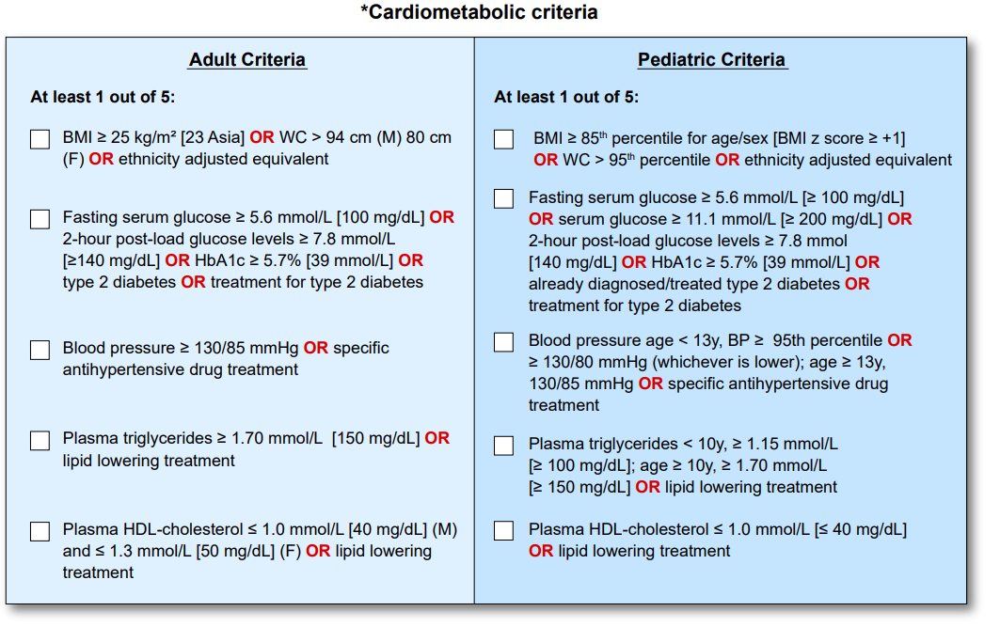 *Cardiometabolic criteria
Adult Criteria
At least 1 out of 5:
BMI ≥ 25 kg/m² [23 Asia] OR WC > 94 cm (M) 80 cm
(F) OR ethnicity adjusted equivalent
Fasting serum glucose ≥ 5.6 mmol/L [100 mg/dL] OR
2-hour post-load glucose levels ≥ 7.8 mmol/L
[≥140 mg/dL] OR HbA1c ≥ 5.7% [39 mmol/L] OR
type 2 diabetes OR treatment for type 2 diabetes
Blood pressure ≥ 130/85 mmHg OR specific
antihypertensive drug treatment
Plasma triglycerides ≥ 1.70 mmol/L [150 mg/dL] OR
lipid lowering treatment
Plasma HDL-cholesterol ≤ 1.0 mmol/L [40 mg/dL] (M)
and ≤ 1.3 mmol/L [50 mg/dL] (F) OR lipid lowering
treatment
Pediatric Criteria
At least 1 out of 5:
BMI ≥ 85th percentile for age/sex [BMI z score ≥ +1]
OR WC > 95th percentile OR ethnicity adjusted equivalent
Fasting serum glucose ≥ 5.6 mmol/L [≥ 100 mg/dL]
OR serum glucose ≥ 11.1 mmol/L [≥ 200 mg/dL] OR
2-hour post-load glucose levels ≥ 7.8 mmol
[140 mg/dL] OR HbA1c ≥ 5.7% [39 mmol/L] OR
already diagnosed/treated type 2 diabetes OR
treatment for type 2 diabetes
Blood pressure age < 13y, BP ≥ 95th percentile OR
≥ 130/80 mmHg (whichever is lower); age ≥ 13y,
130/85 mmHg OR specific antihypertensive drug
treatment
Plasma triglycerides < 10y, ≥ 1.15 mmol/L
[≥ 100 mg/dL]; age ≥ 10y, ≥ 1.70 mmol/L
[≥ 150 mg/dL] OR lipid lowering treatment
Plasma HDL-cholesterol ≤ 1.0 mmol/L [≤ 40 mg/dL]
OR lipid lowering treatment